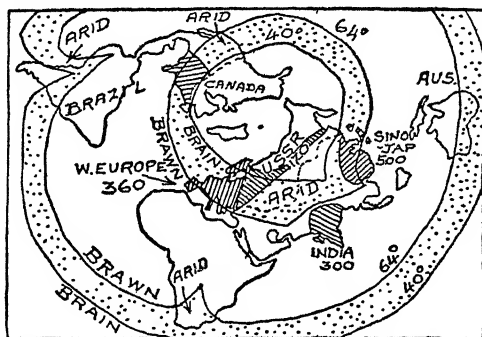 ARID
ARID
64°
40°
CANADA
BRAZIL
AUS.
BRAWN
BRAIN
USSR
170
SINO
-JAP
500
W. EUROPE
360
ARID
INDIA
300
ARID
BRAWN
BRAIN
64°
40°